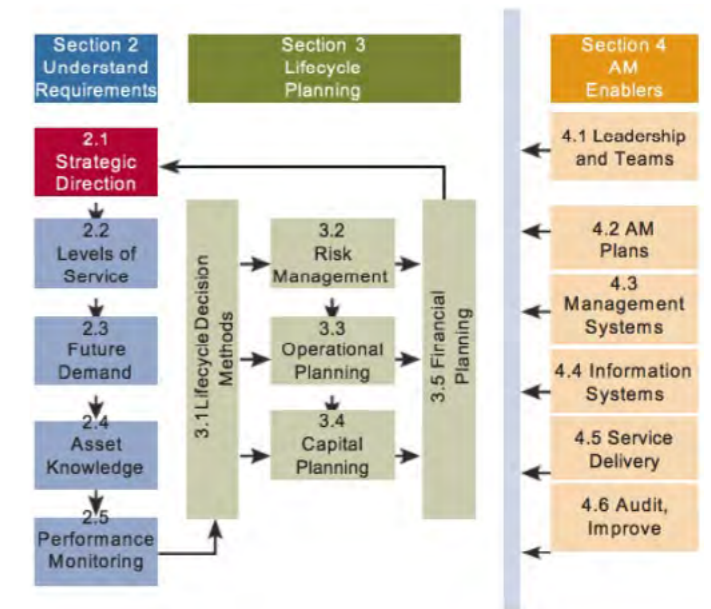 Section 2
Understand
Requirements
Section 3
Lifecycle
Planning
Section 4
AM
Enablers
2.1
Strategic
Direction
2.2
Levels of
Service
2.3
Future
Demand
2.4
Asset
Knowledge
2.5
Performance
Monitoring
3.1 Lifecycle Decision
Methods
3.2
Risk
Management
3.3
Operational
Planning
3.4
Capital
Planning
3.5 Financial
Planning
4.1 Leadership
and Teams
4.2 AM
Plans
4.3
Management
Systems
4.4 Information
Systems
4.5 Service
Delivery
4.6 Audit,
Improve